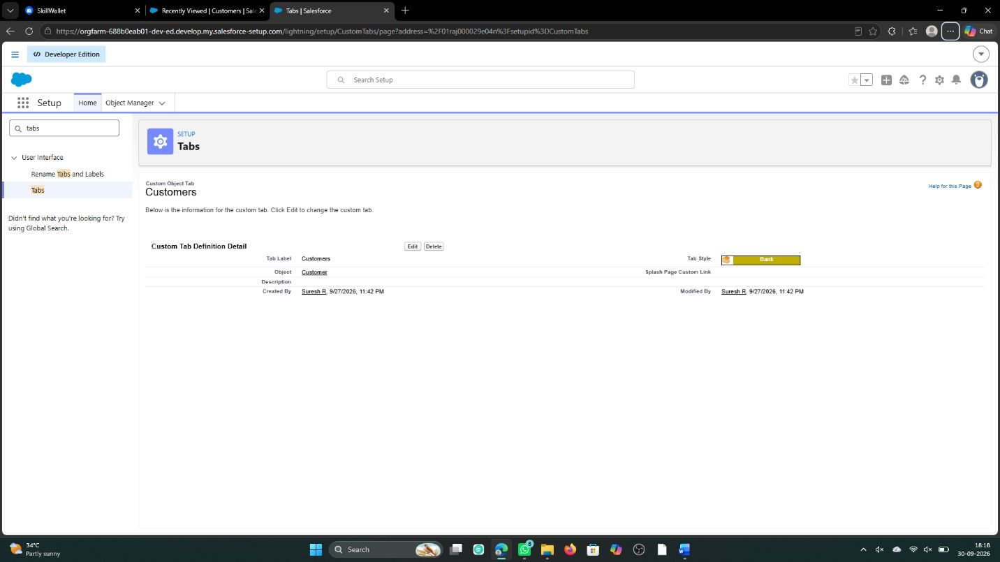 SkillWallet
Recently Viewed | Customers | Sale
Tabs | Salesforce
https://orgfarm-688b0eab01-dev-ed.develop.my.salesforce-setup.com/lightning/setup/CustomTabs/page?address=%2F01raj000029e04n%3Fsetupid%3DCustomTabs
Chat
Developer Edition
Search Setup
Setup
Home
Object Manager
tabs
User Interface
Rename Tabs and Labels
Tabs
Didn't find what you're looking for? Try
using Global Search.
SETUP
Tabs
Custom Object Tab
Customers
Help for this Page
Below is the information for the custom tab. Click Edit to change the custom tab.
Custom Tab Definition Detail
Edit
Delete
Tab Label Customers
Tab Style Bank
Object Customer
Splash Page Custom Link
Description
Created By Suresh R, 9/27/2026, 11:42 PM
Modified By Suresh R, 9/27/2026, 11:42 PM
34°C
Partly sunny
Search
8
18:18
30-09-2026